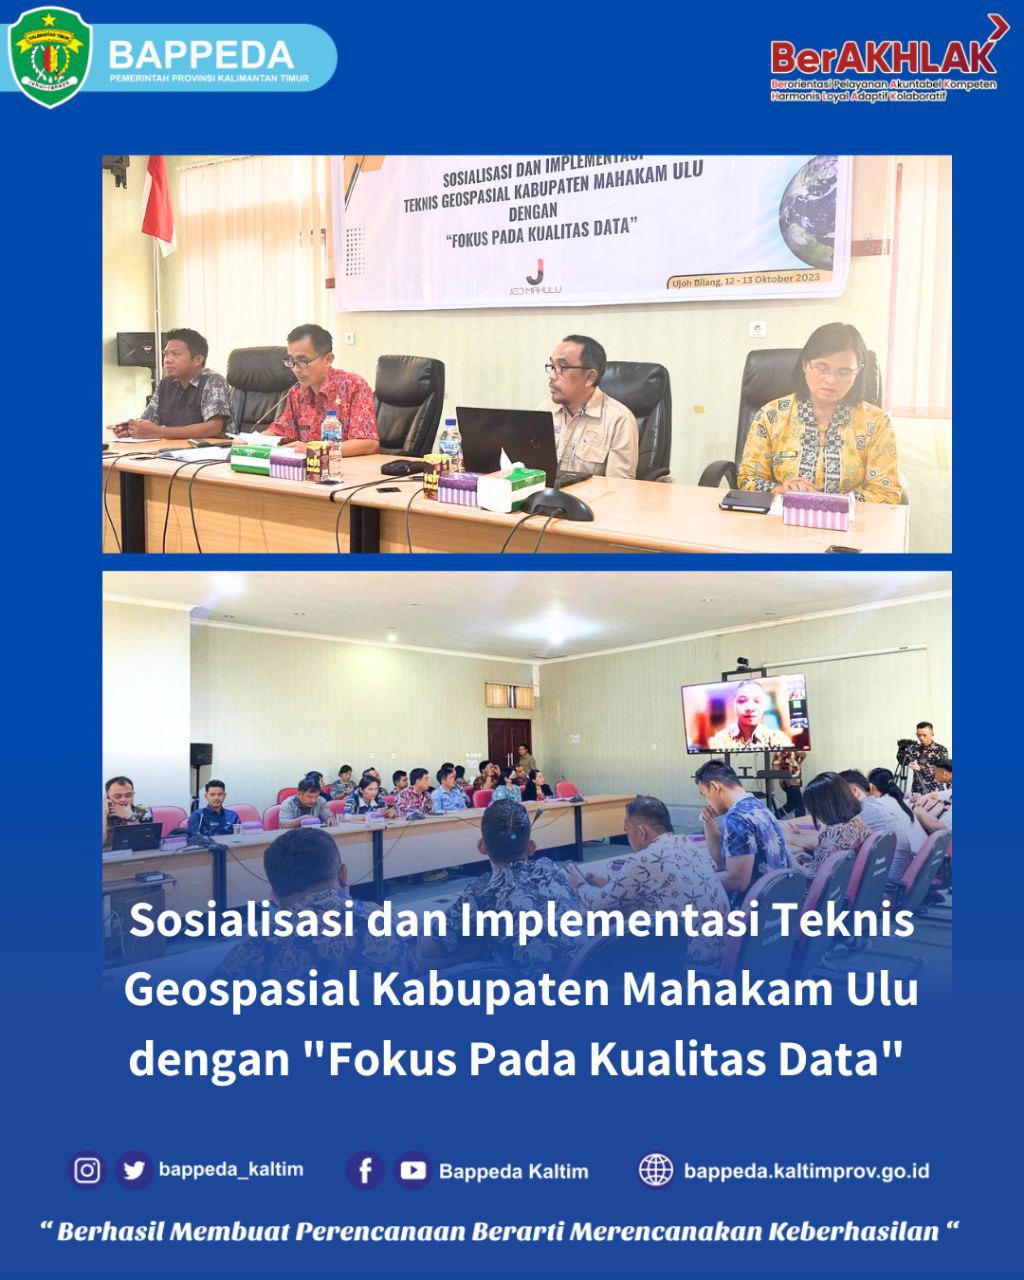 KALIMANTAN TIMUR
BAPPEDA
PEMERINTAH PROVINSI KALIMANTAN TIMUR
BerAKHLAK
Berorientasi Pelayanan Akuntabel Kompeten
Harmonis Loyal Adaptif Kolaboratif
SOSIALISASI DAN IMPLEMENTASI
TEKNIS GEOSPASIAL KABUPATEN MAHAKAM ULU
DENGAN
“FOKUS PADA KUALITAS DATA”
MAHULU
Ujoh Bilang, 12 - 13 Oktober 2023
Sosialisasi dan Implementasi Teknis
Geospasial Kabupaten Mahakam Ulu
dengan "Fokus Pada Kualitas Data"
bappeda_kaltim
Bappeda Kaltim
bappeda.kaltimprov.go.id
“ Berhasil Membuat Perencanaan Berarti Merencanakan Keberhasilan “